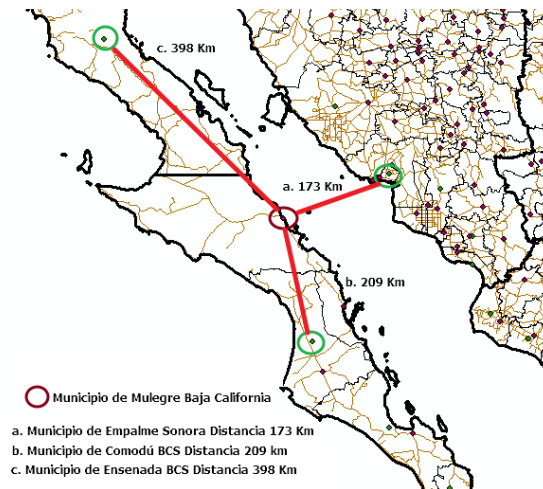 c. 398 Km
a. 173 Km
b. 209 Km
Municipio de Mulegre Baja California
a. Municipio de Empalme Sonora Distancia 173 Km
b. Municipio de Comodú BCS Distancia 209 km
c. Municipio de Ensenada BCS Distancia 398 Km